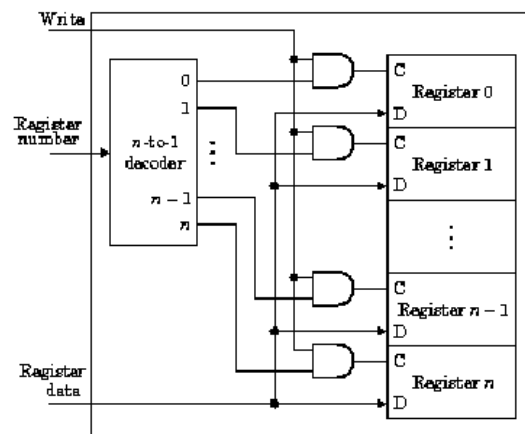 Write
0
C
Register 0
1
D
Register
number
n-to-1
decoder
C
Register 1
D
n − 1
n
C
Register n − 1
D
C
Register
data
Register n
D